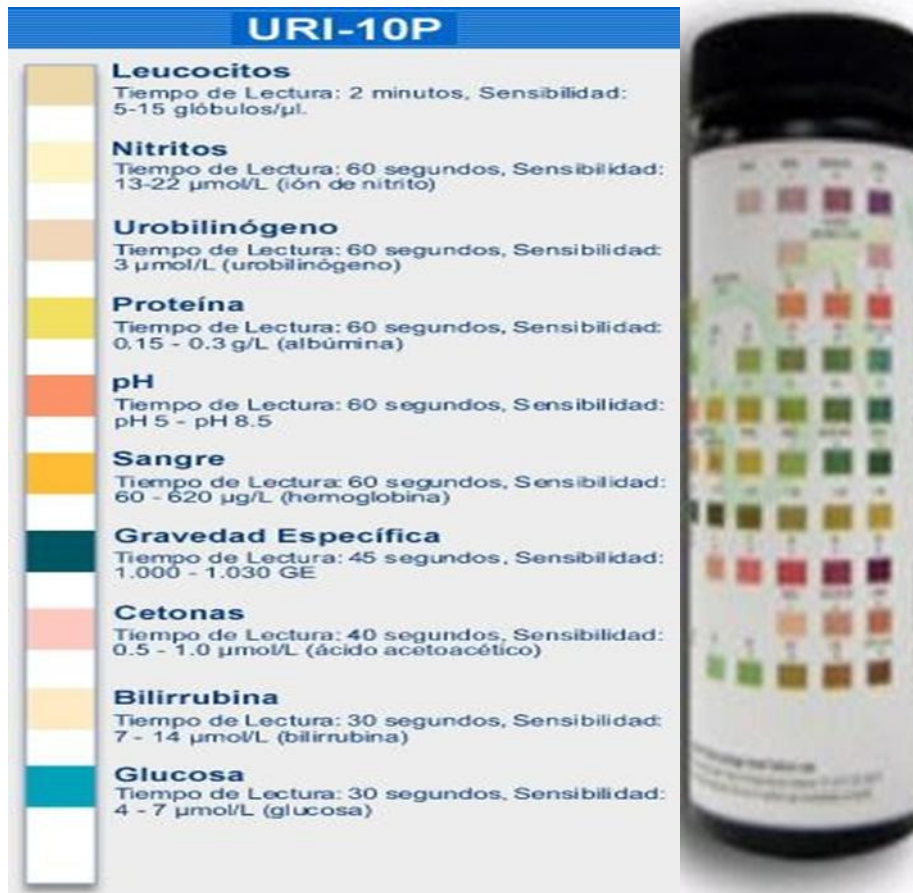 URI-10P
Leucocitos
Tiempo de Lectura: 2 minutos, Sensibilidad:
5-15 glóbulos/µl.
Nitritos
Tiempo de Lectura: 60 segundos, Sensibilidad:
13-22 µmol/L (ión de nitrito)
Urobilinógeno
Tiempo de Lectura: 60 segundos, Sensibilidad:
3 µmol/L (urobilinógeno)
Proteína
Tiempo de Lectura: 60 segundos, Sensibilidad:
0.15 - 0.3 g/L (albúmina)
pH
Tiempo de Lectura: 60 segundos, Sensibilidad:
pH 5 - pH 8.5
Sangre
Tiempo de Lectura: 60 segundos, Sensibilidad:
60 - 620 µg/L (hemoglobina)
Gravedad Específica
Tiempo de Lectura: 45 segundos, Sensibilidad:
1.000 - 1.030 GE
Cetonas
Tiempo de Lectura: 40 segundos, Sensibilidad:
0.5 - 1.0 µmol/L (ácido acetoacético)
Bilirrubina
Tiempo de Lectura: 30 segundos, Sensibilidad:
7 - 14 µmol/L (bilirrubina)
Glucosa
Tiempo de Lectura: 30 segundos, Sensibilidad:
4 - 7 µmol/L (glucosa)